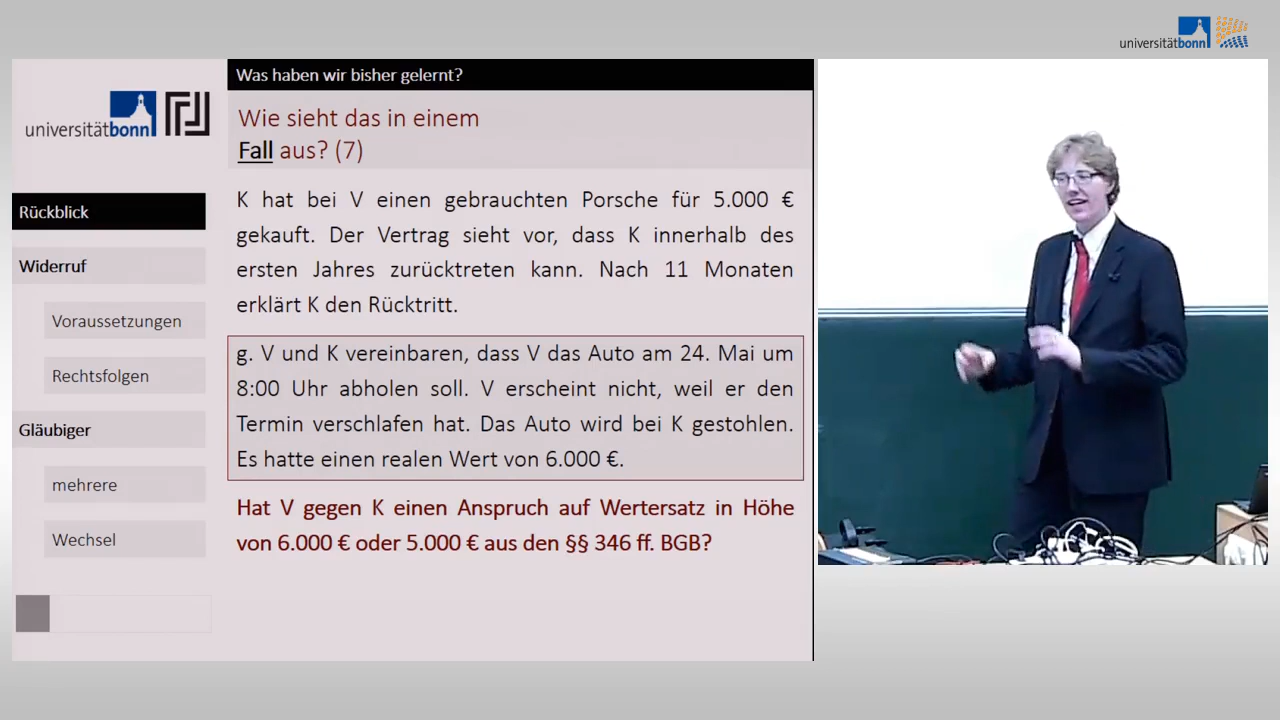 universitätbonn
Was haben wir bisher gelernt?
universitätbonn
Wie sieht das in einem
Fall aus? (7)
Rückblick
Widerruf
Voraussetzungen
Rechtsfolgen
Gläubiger
mehrere
Wechsel
K hat bei V einen gebrauchten Porsche für 5.000 €
gekauft. Der Vertrag sieht vor, dass K innerhalb des
ersten Jahres zurücktreten kann. Nach 11 Monaten
erklärt K den Rücktritt.
g. V und K vereinbaren, dass V das Auto am 24. Mai um
8:00 Uhr abholen soll. V erscheint nicht, weil er den
Termin verschlafen hat. Das Auto wird bei K gestohlen.
Es hatte einen realen Wert von 6.000 €.
Hat V gegen K einen Anspruch auf Wertersatz in Höhe
von 6.000 € oder 5.000 € aus den §§ 346 ff. BGB?